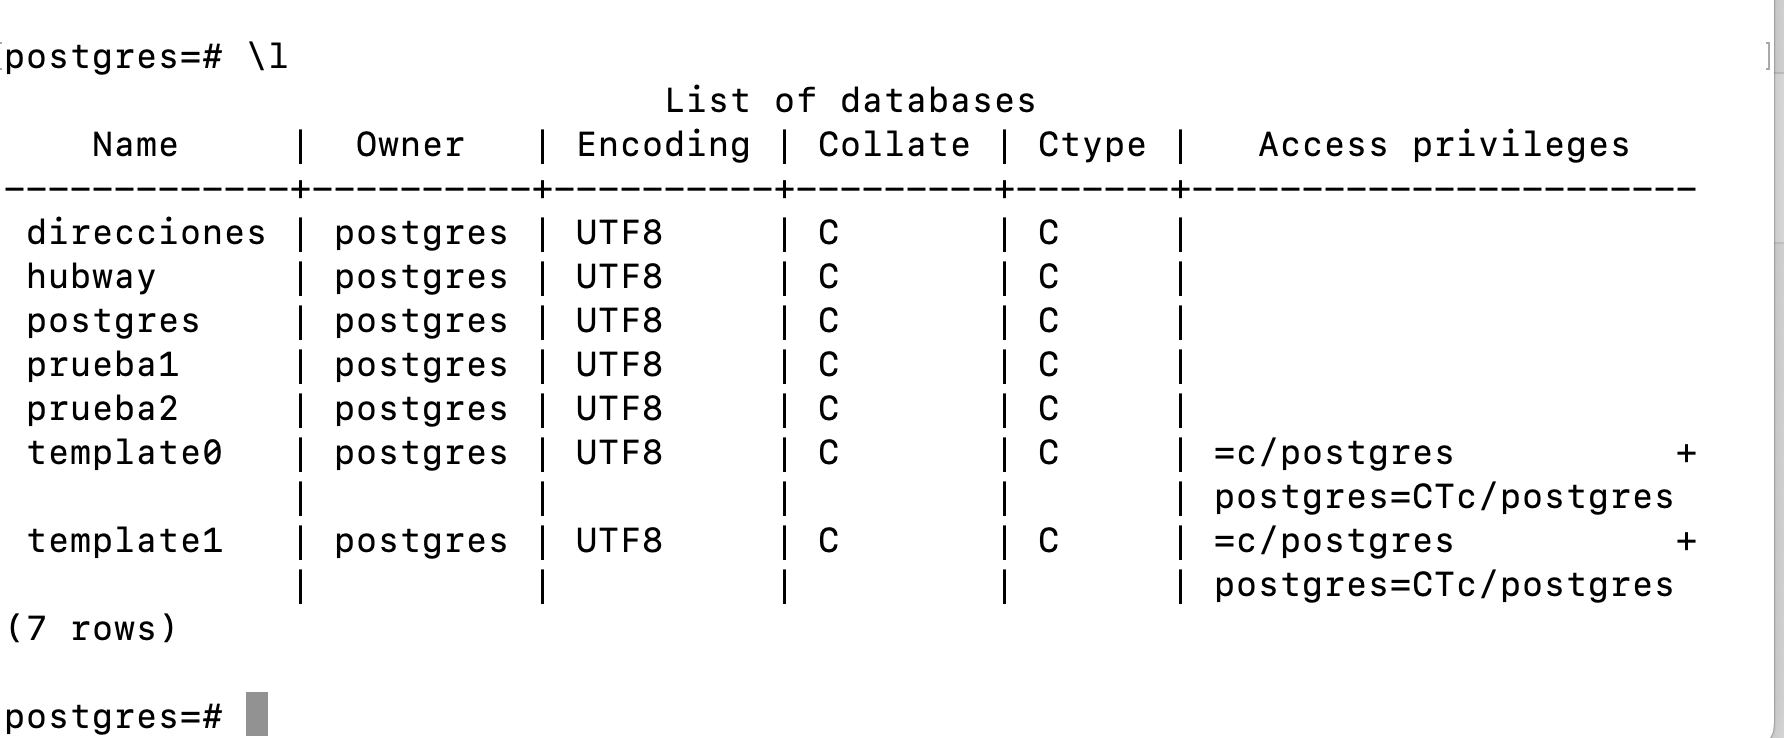 postgres=# \l
                              List of databases
    Name     |  Owner   | Encoding | Collate | Ctype |   Access privileges
-------------+----------+----------+---------+-------+-----------------------
 direcciones | postgres | UTF8     | C       | C     |
 hubway      | postgres | UTF8     | C       | C     |
 postgres    | postgres | UTF8     | C       | C     |
 prueba1     | postgres | UTF8     | C       | C     |
 prueba2     | postgres | UTF8     | C       | C     |
 template0   | postgres | UTF8     | C       | C     | =c/postgres          +
             |          |          |         |       | postgres=CTc/postgres
 template1   | postgres | UTF8     | C       | C     | =c/postgres          +
             |          |          |         |       | postgres=CTc/postgres
(7 rows)
postgres=#